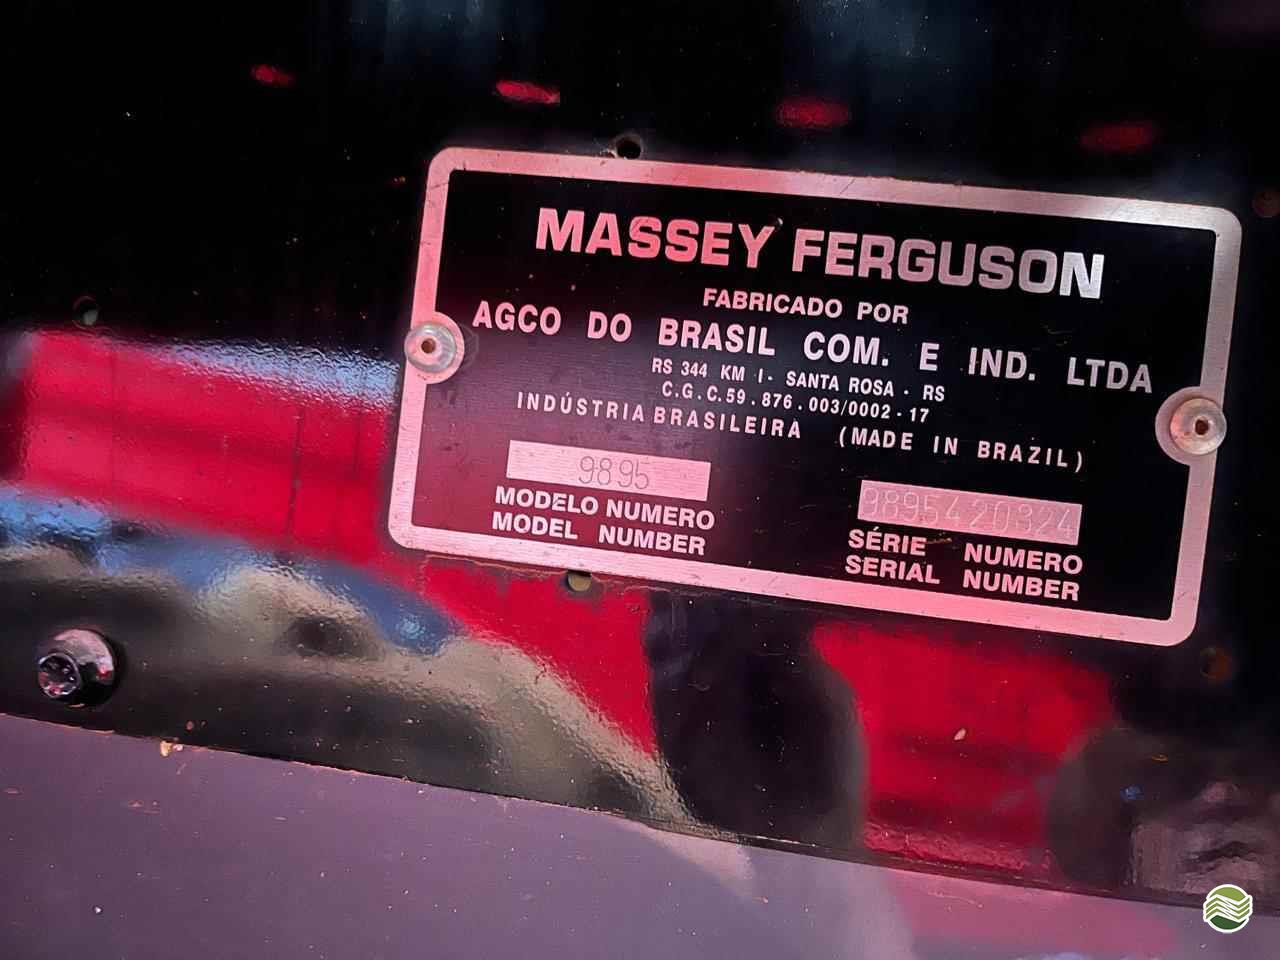 MASSEY FERGUSON
FABRICADO POR
AGCO DO BRASIL COM. E IND. LTDA
RS 344 KM I- SANTA ROSA - RS
C.G.C.59.876.003/0002-17
INDÚSTRIA BRASILEIRA (MADE IN BRAZIL)
9895
MODELO NUMERO
MODEL NUMBER
9895420324
SÉRIE NUMERO
SERIAL NUMBER